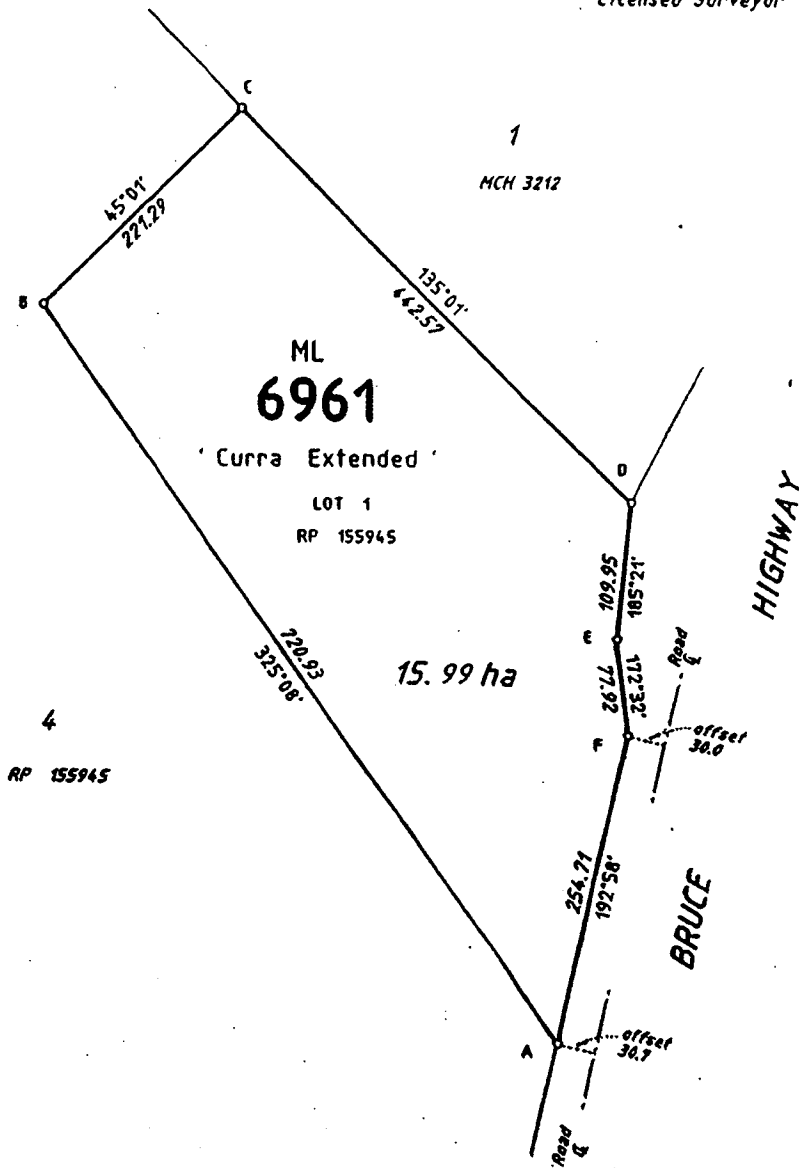 Licensed Surveyor
C
1
MCH 3212
45°01'
221.29
B
135°01'
442.57
ML
6961
'Curra Extended'
LOT 1
RP 155945
D
HIGHWAY
109.95
185°21'
E
720.93
325°08'
15.99 ha
172°32'
77.92
Road
℄
4
RP 155945
F
offset
30.0
254.71
192°58'
BRUCE
A
offset
30.7
Road
℄